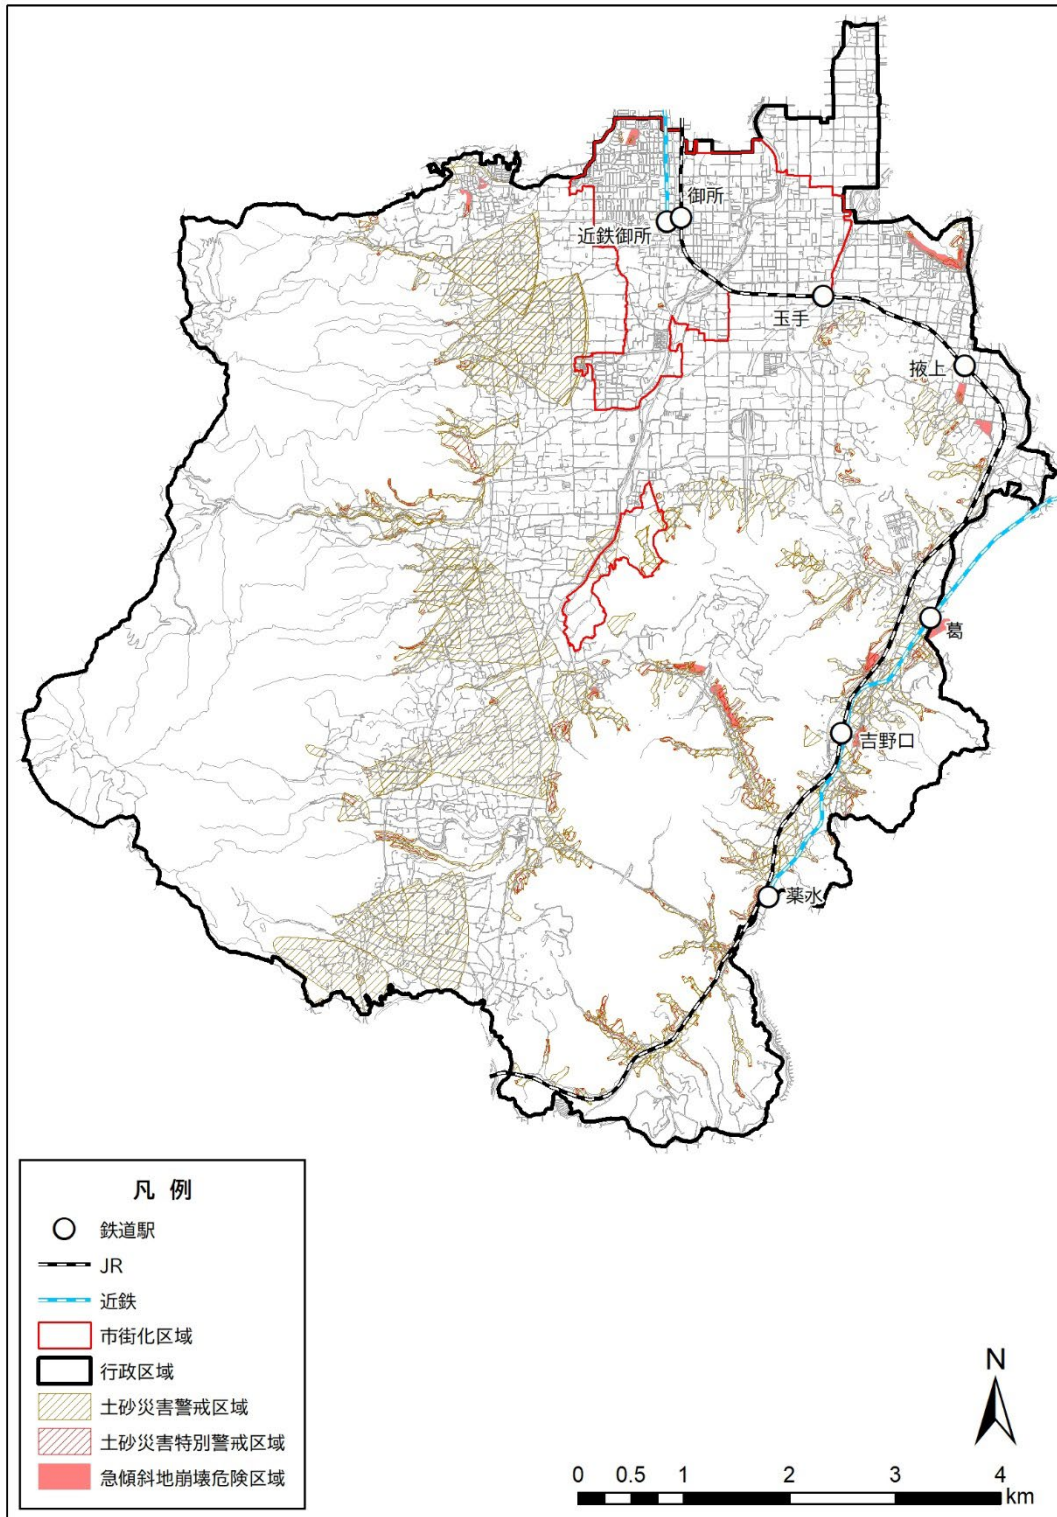 御所
近鉄御所
玉手
掖上
葛
吉野口
薬水
凡 例
鉄道駅
JR
近鉄
市街化区域
行政区域
土砂災害警戒区域
土砂災害特別警戒区域
急傾斜地崩壊危険区域
N
0 0.5 1 2 3 4
km